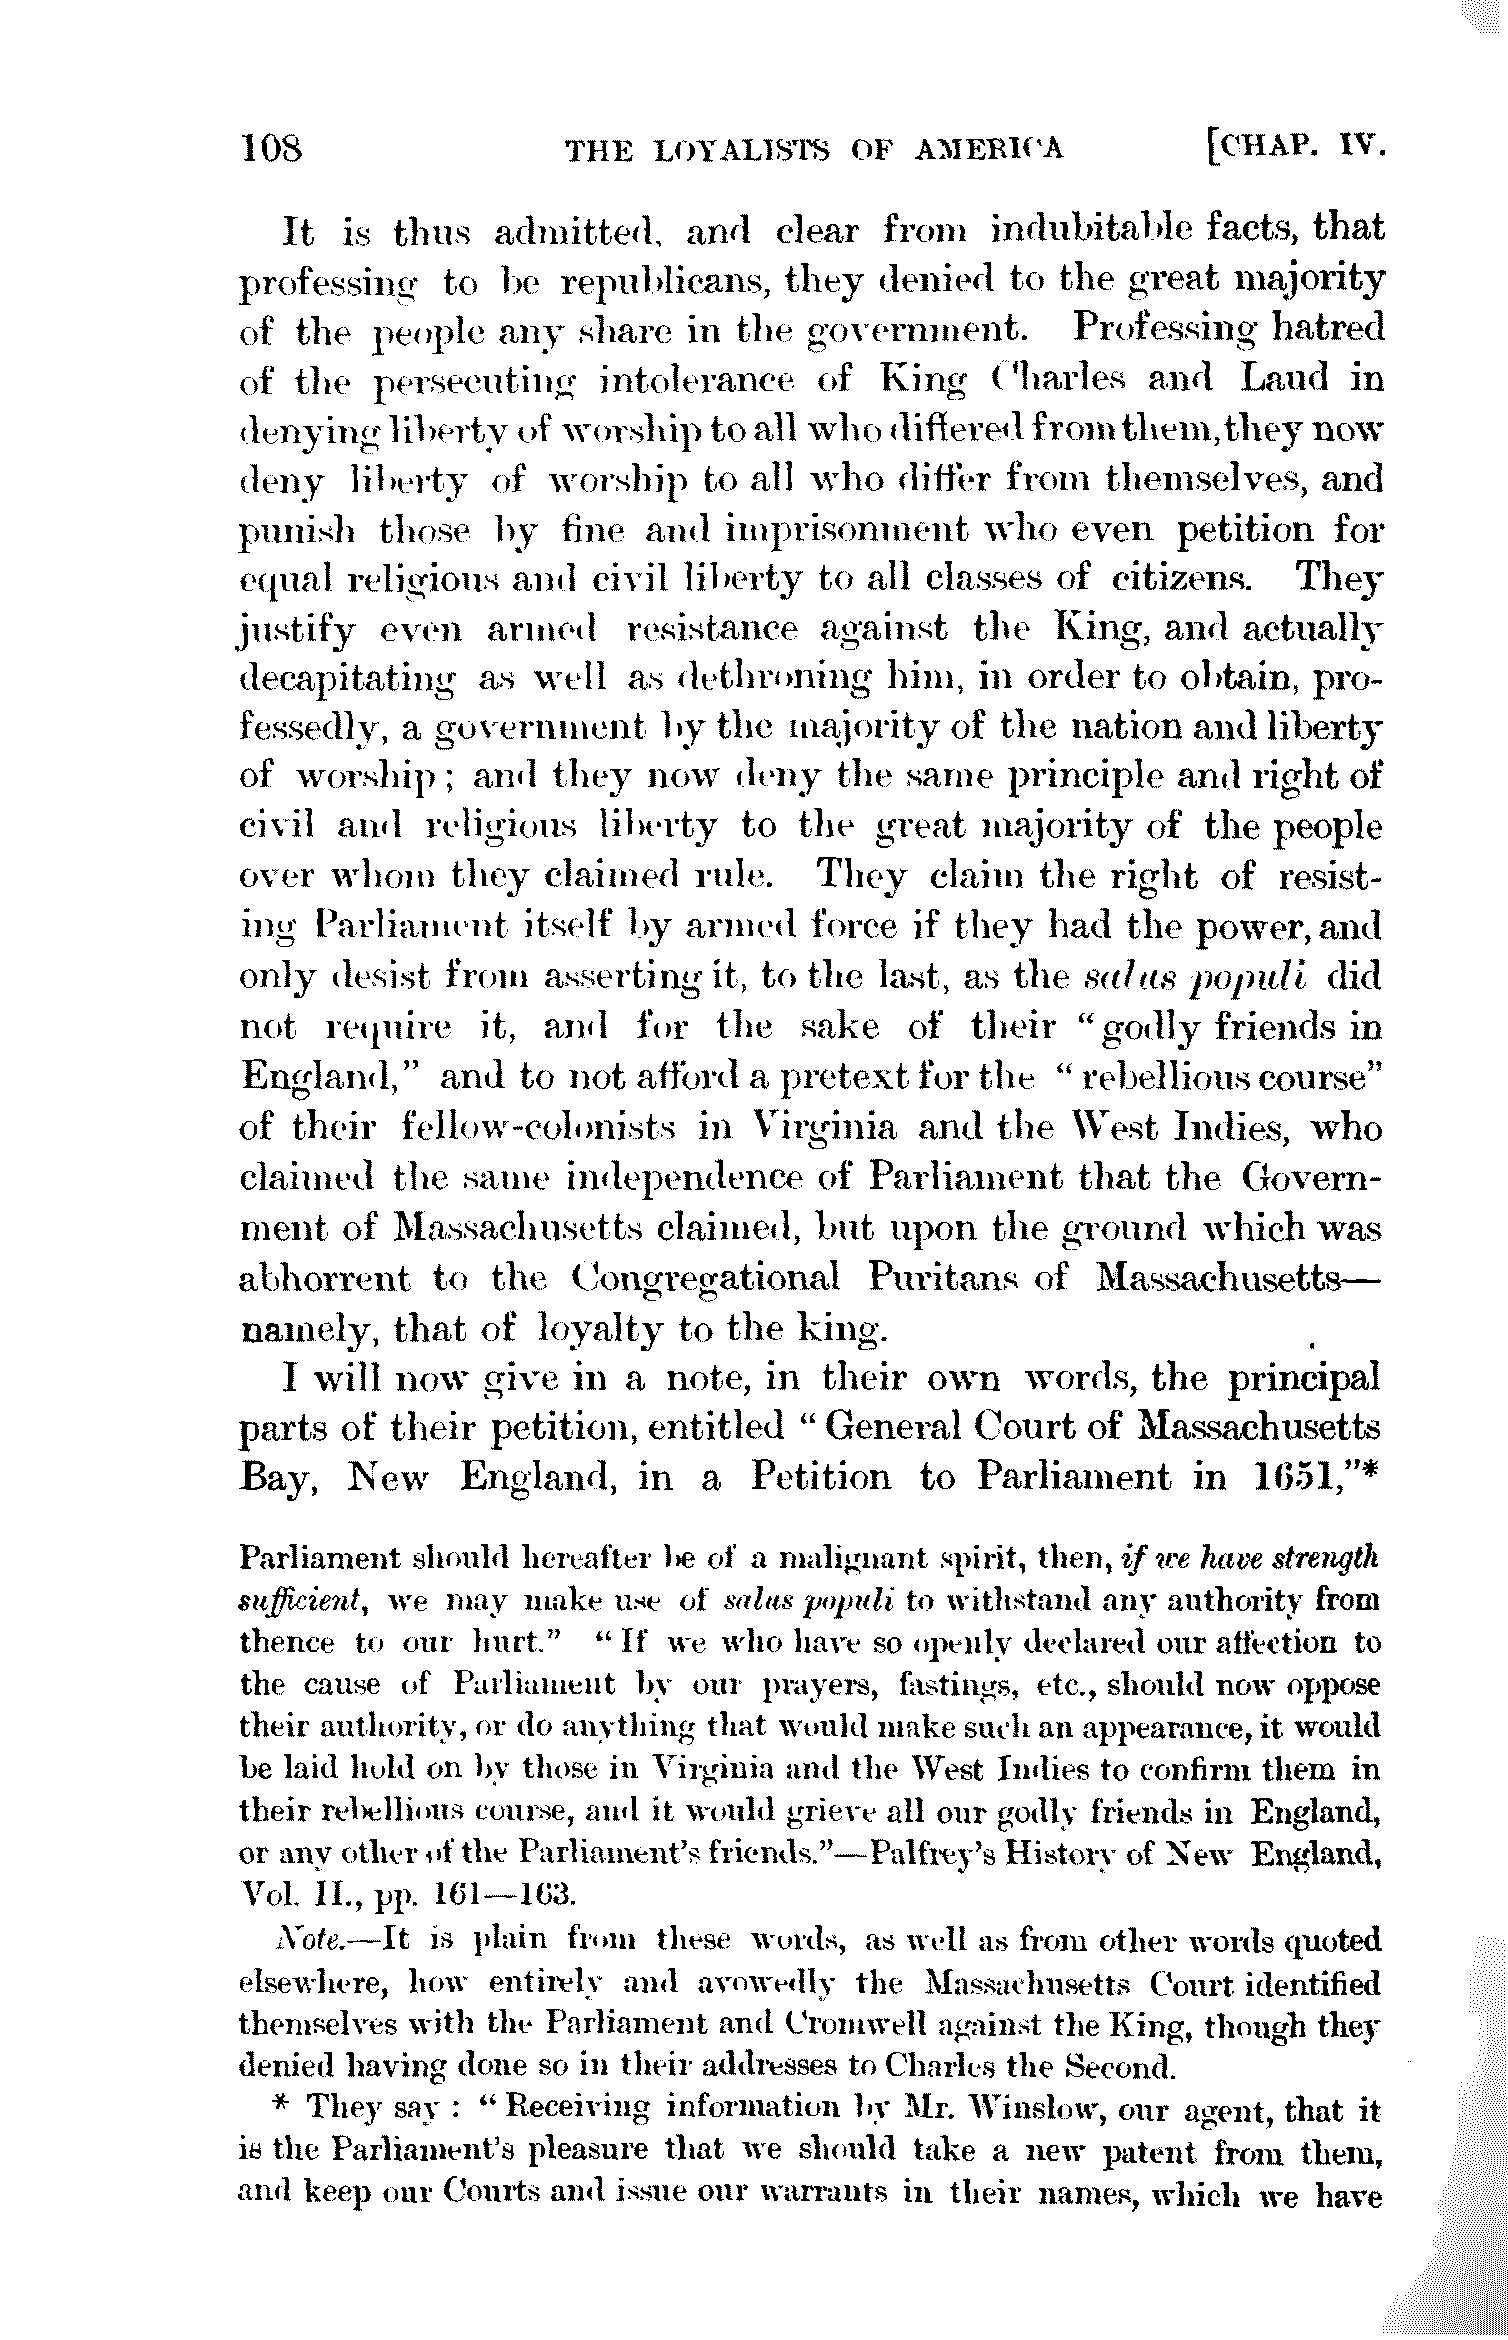 108 THE LOYALISTS OF AMERICA [CHAP. IV.
It is thus admitted, and clear from indubitable facts, that
professing to be republicans, they denied to the great majority
of the people any share in the government. Professing hatred
of the persecuting intolerance of King Charles and Laud in
denying liberty of worship to all who differed from them, they now
deny liberty of worship to all who differ from themselves, and
punish those by fine and imprisonment who even petition for
equal religious and civil liberty to all classes of citizens. They
justify even armed resistance against the King, and actually
decapitating as well as dethroning him, in order to obtain, pro-
fessedly, a government by the majority of the nation and liberty
of worship; and they now deny the same principle and right of
civil and religious liberty to the great majority of the people
over whom they claimed rule. They claim the right of resist-
ing Parliament itself by armed force if they had the power, and
only desist from asserting it, to the last, as the salus populi did
not require it, and for the sake of their "godly friends in
England," and to not afford a pretext for the "rebellious course"
of their fellow-colonists in Virginia and the West Indies, who
claimed the same independence of Parliament that the Govern-
ment of Massachusetts claimed, but upon the ground which was
abhorrent to the Congregational Puritans of Massachusetts—
namely, that of loyalty to the king.
I will now give in a note, in their own words, the principal
parts of their petition, entitled "General Court of Massachusetts
Bay, New England, in a Petition to Parliament in 1651,"*
Parliament should hereafter be of a malignant spirit, then, if we have strength
sufficient, we may make use of salus populi to withstand any authority from
thence to our hurt." "If we who have so openly declared our affection to
the cause of Parliament by our prayers, fastings, etc., should now oppose
their authority, or do anything that would make such an appearance, it would
be laid hold on by those in Virginia and the West Indies to confirm them in
their rebellious course, and it would grieve all our godly friends in England,
or any other of the Parliament's friends."—Palfrey's History of New England,
Vol. II., pp. 161—163.
Note.—It is plain from these words, as well as from other words quoted
elsewhere, how entirely and avowedly the Massachusetts Court identified
themselves with the Parliament and Cromwell against the King, though they
denied having done so in their addresses to Charles the Second.
* They say: "Receiving information by Mr. Winslow, our agent, that it
is the Parliament's pleasure that we should take a new patent from them,
and keep our Courts and issue our warrants in their names, which we have